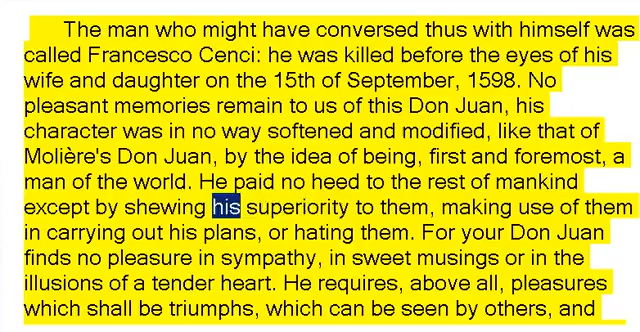 The man who might have conversed thus with himself was
called Francesco Cenci: he was killed before the eyes of his
wife and daughter on the 15th of September, 1598. No
pleasant memories remain to us of this Don Juan, his
character was in no way softened and modified, like that of
Molière's Don Juan, by the idea of being, first and foremost, a
man of the world. He paid no heed to the rest of mankind
except by shewing his superiority to them, making use of them
in carrying out his plans, or hating them. For your Don Juan
finds no pleasure in sympathy, in sweet musings or in the
illusions of a tender heart. He requires, above all, pleasures
which shall be triumphs, which can be seen by others, and